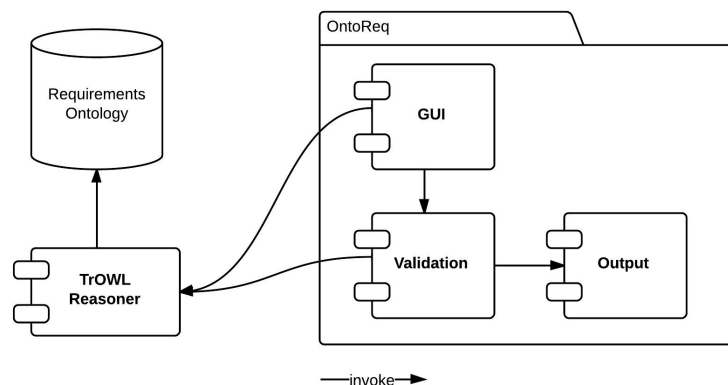 OntoReq
Requirements
Ontology
GUI
TrOWL
Reasoner
Validation
Output
invoke